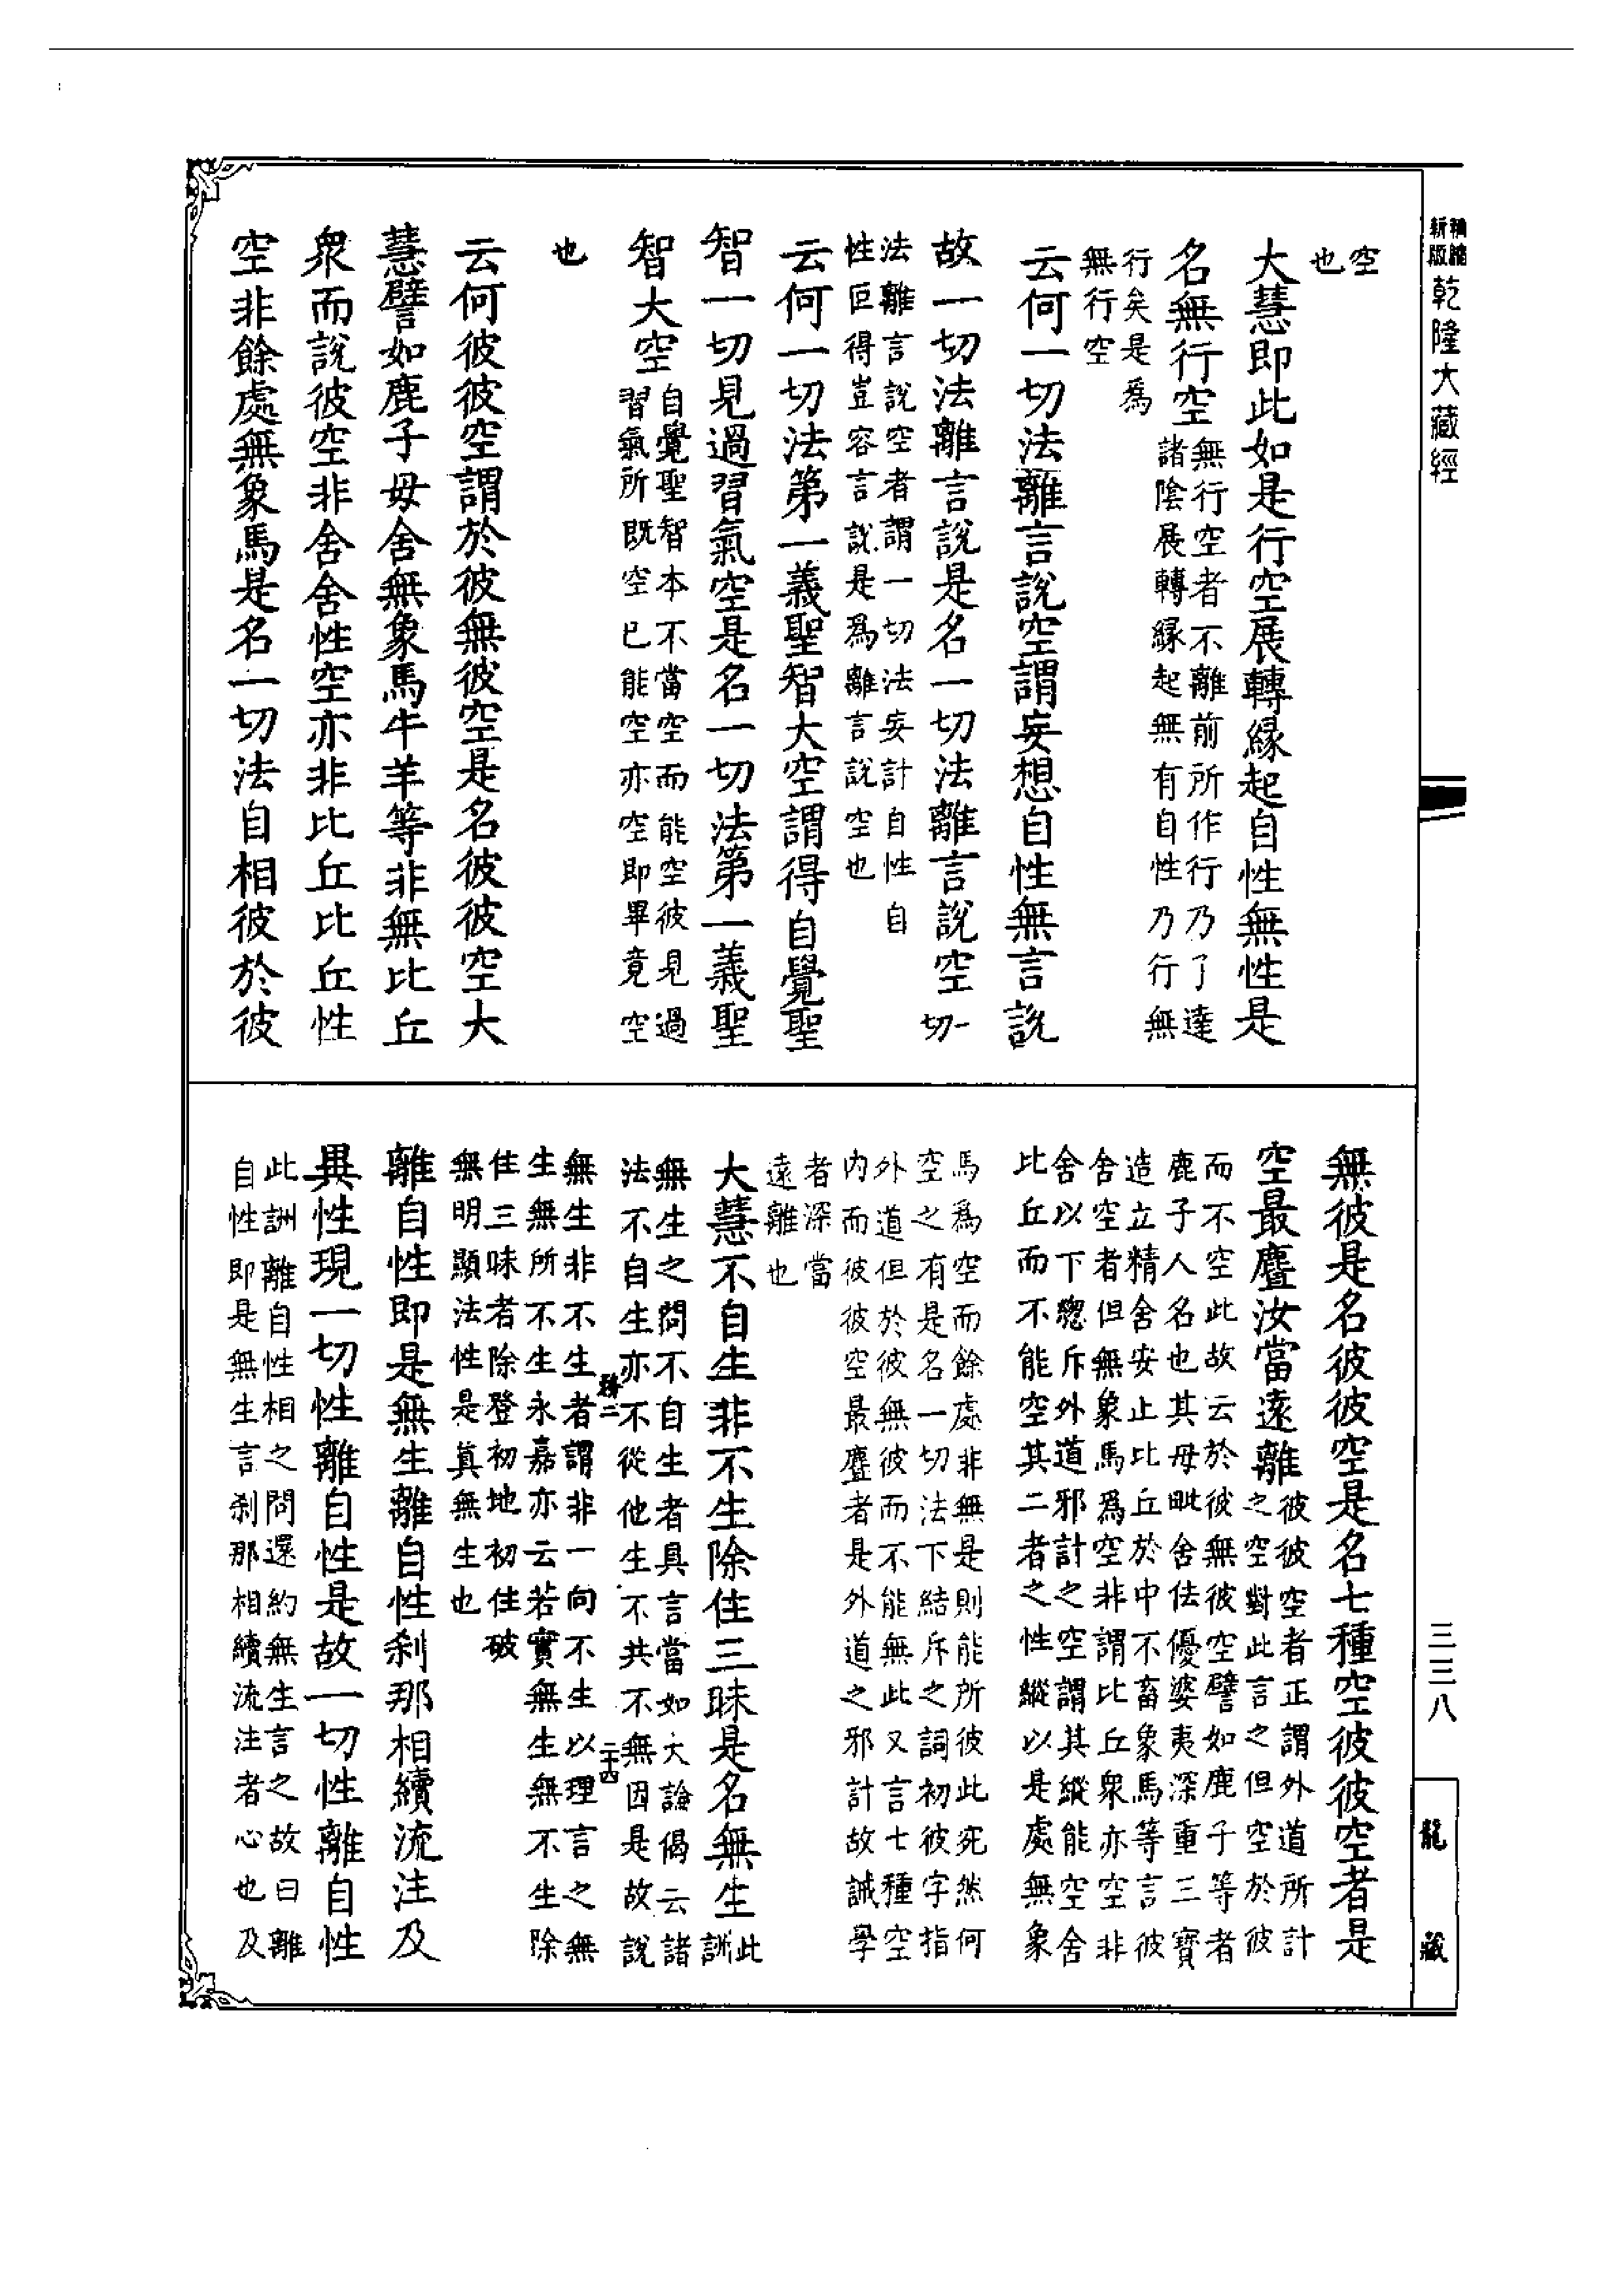 新版精縮乾隆大藏經
三三八
龍藏
空
也
大慧即此如是行空展轉緣起自性無性是
名無行空
無行空者不離前所作行乃了達
諸陰展轉緣起無有自性乃行無
行矣是為
無行空
云何一切法離言說空謂妄想自性無言說
故一切法離言說是名一切法離言說空
一切
法離言說空者謂一切法妄計自性自
性叵得豈容言說是為離言說空也
云何一切法第一義聖智大空謂得自覺聖
智一切見過習氣空是名一切法第一義聖
智大空
自覺聖智本不當空而能空彼見過
習氣所既空已能空亦空即畢竟空
也
云何彼彼空謂於彼無彼空是名彼彼空大
慧譬如鹿子母舍無象馬牛羊等非無比丘
衆而說彼空非舍舍性空亦非比丘比丘性
空非餘處無象馬是名一切法自相彼於彼
無彼是名彼彼空是名七種空彼彼空者是
空最麤汝當遠離
彼彼空者正謂外道所計
之空對此言之但空於彼
而不空此故云於彼無彼空譬如鹿子等者
鹿子人名也其母毗舍佉優婆夷深重三寶
造立精舍安止比丘於中不畜象馬等言彼
舍空者但無象馬為空非謂比丘衆亦空非
舍以下總斥外道邪計之空謂其縱能空舍
比丘而不能空其二者之性縱以是處無象
馬為空而餘處非無是則能所彼此宛然何
空之有是名一切法下結斥之詞初彼字指
外道但於彼無彼而不能無此又言七種空
內而彼彼空最麤者是外道之邪計故誡學
者深當
遠離也
大慧不自生非不生除住三昧是名無生
此
詶
無生之問不自生者具言當如大論偈云諸
法不自生亦不從他生不共不無因是故說
無生非不生者謂非一向不生以理言之無
生無所不生永嘉亦云若實無生無不生除
住三昧者除登初地初住破
無明顯法性是真無生也
離自性即是無生離自性刹那相續流注及
異性現一切性離自性是故一切性離自性
此詶離自性相之問還約無生言之故曰離
自性即是無生言刹那相續流注者心也及
二十四